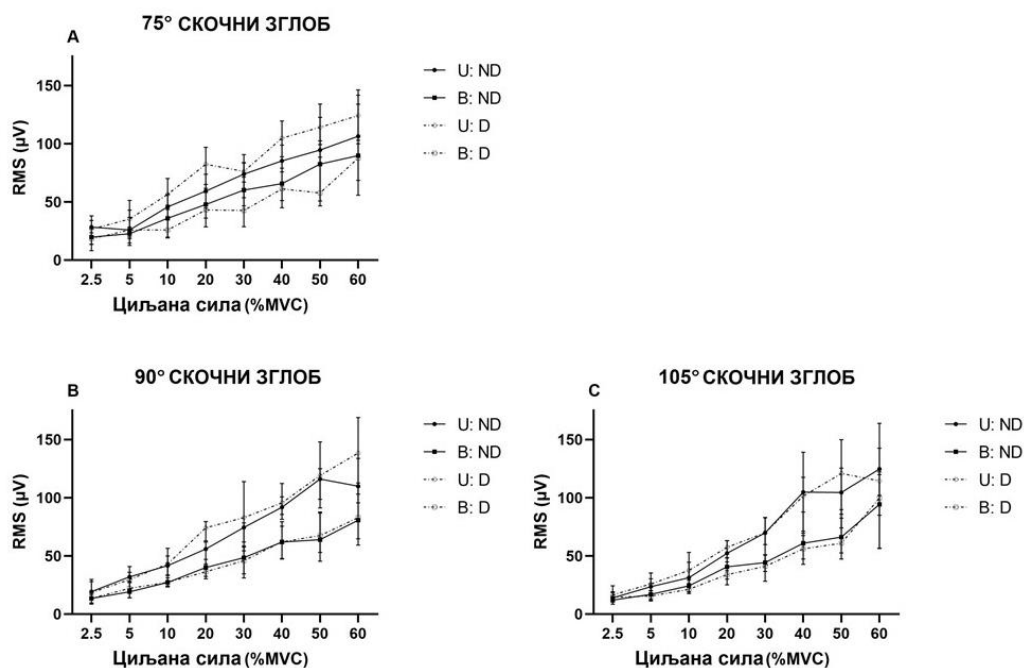 A
75° СКОЧНИ ЗГЛОБ
RMS (µV)
150
100
50
0
2.5 5 10 20 30 40 50 60
Циљана сила (%MVC)
U: ND
B: ND
U: D
B: D
B
90° СКОЧНИ ЗГЛОБ
RMS (µV)
150
100
50
0
2.5 5 10 20 30 40 50 60
Циљана сила (%MVC)
U: ND
B: ND
U: D
B: D
C
105° СКОЧНИ ЗГЛОБ
RMS (µV)
150
100
50
0
2.5 5 10 20 30 40 50 60
Циљана сила (%MVC)
U: ND
B: ND
U: D
B: D